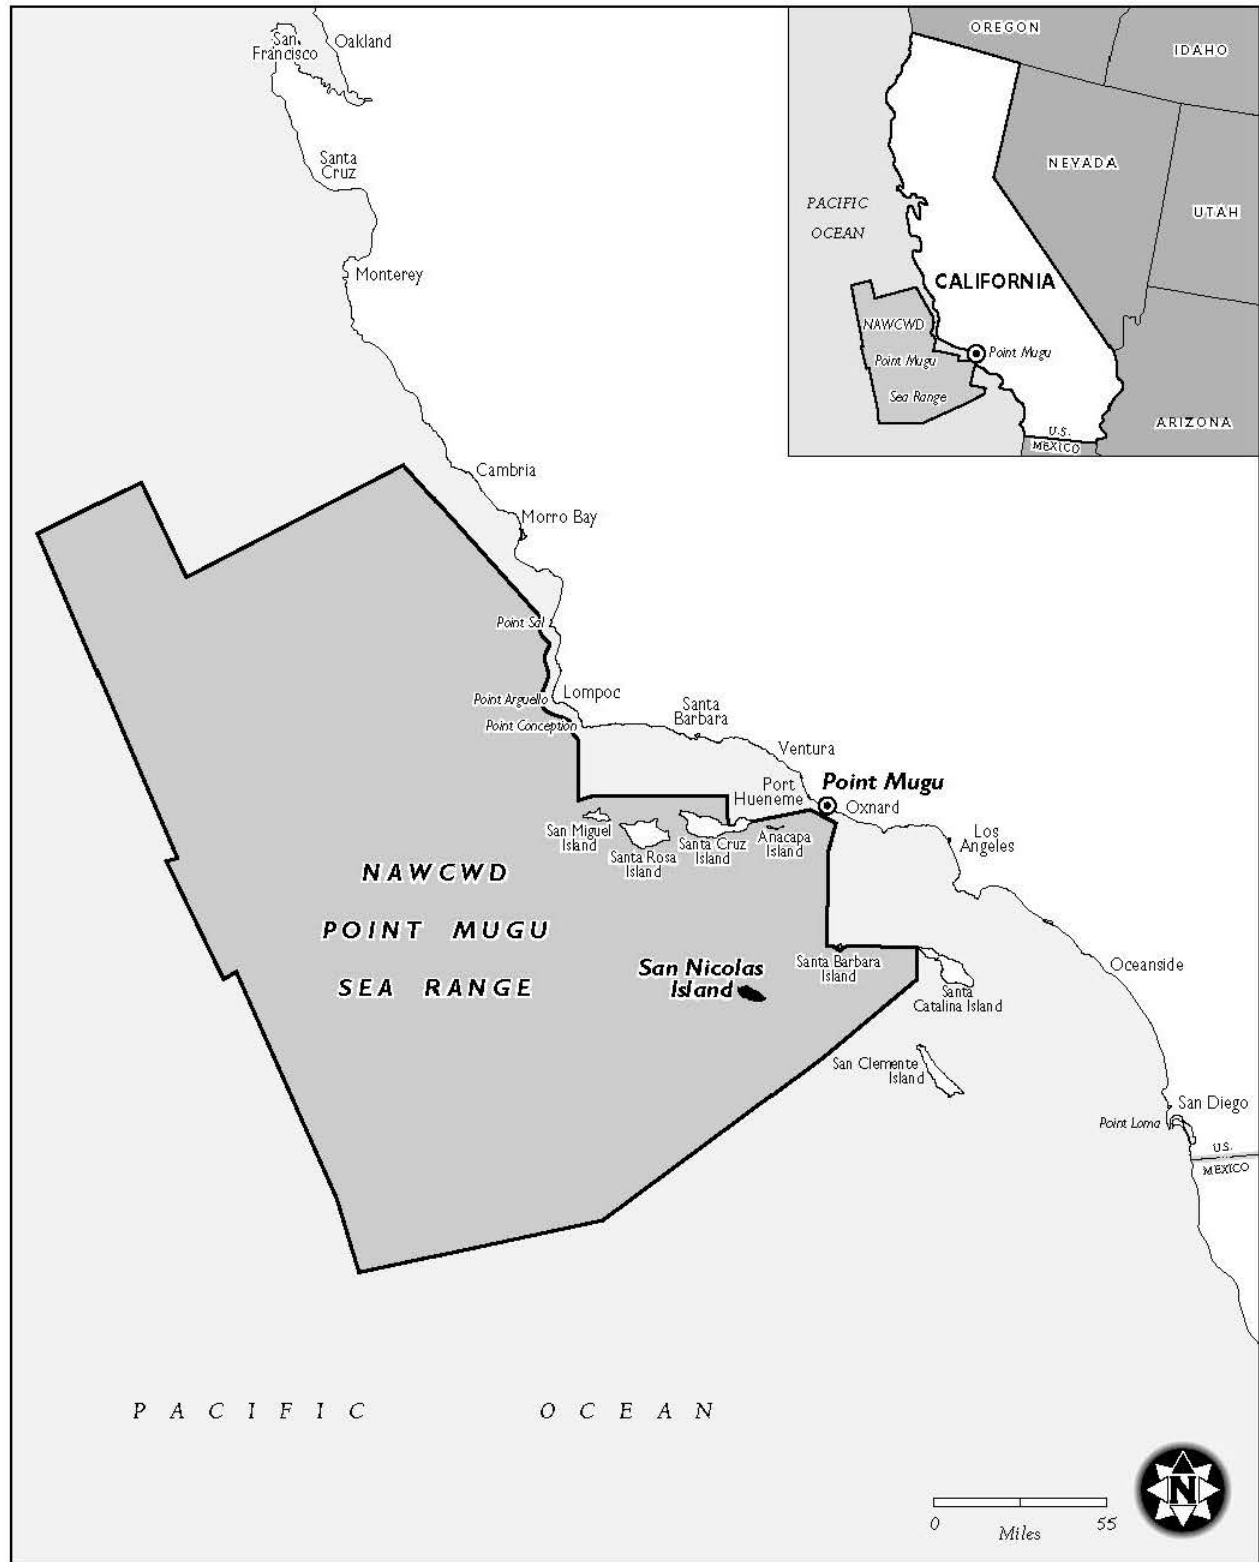 San
Francisco
Oakland
Santa
Cruz
Monterey
Cambria
Morro Bay
Point Sal
Point Arguello
Lompoc
Point Conception
Santa
Barbara
Ventura
Port
Hueneme
Point Mugu
Oxnard
Los
Angeles
San Miguel
Island
Santa Rosa
Island
Santa Cruz
Island
Anacapa
Island
NAWCWD
POINT MUGU
SEA RANGE
San Nicolas
Island
Santa Barbara
Island
Santa
Catalina Island
Oceanside
San Clemente
Island
San Diego
Point Loma
U.S.
MEXICO
PACIFIC OCEAN
0
55
Miles
N
OREGON
IDAHO
NEVADA
UTAH
PACIFIC
OCEAN
CALIFORNIA
NAWCWD
Point Mugu
Sea Range
Point Mugu
ARIZONA
U.S.
MEXICO